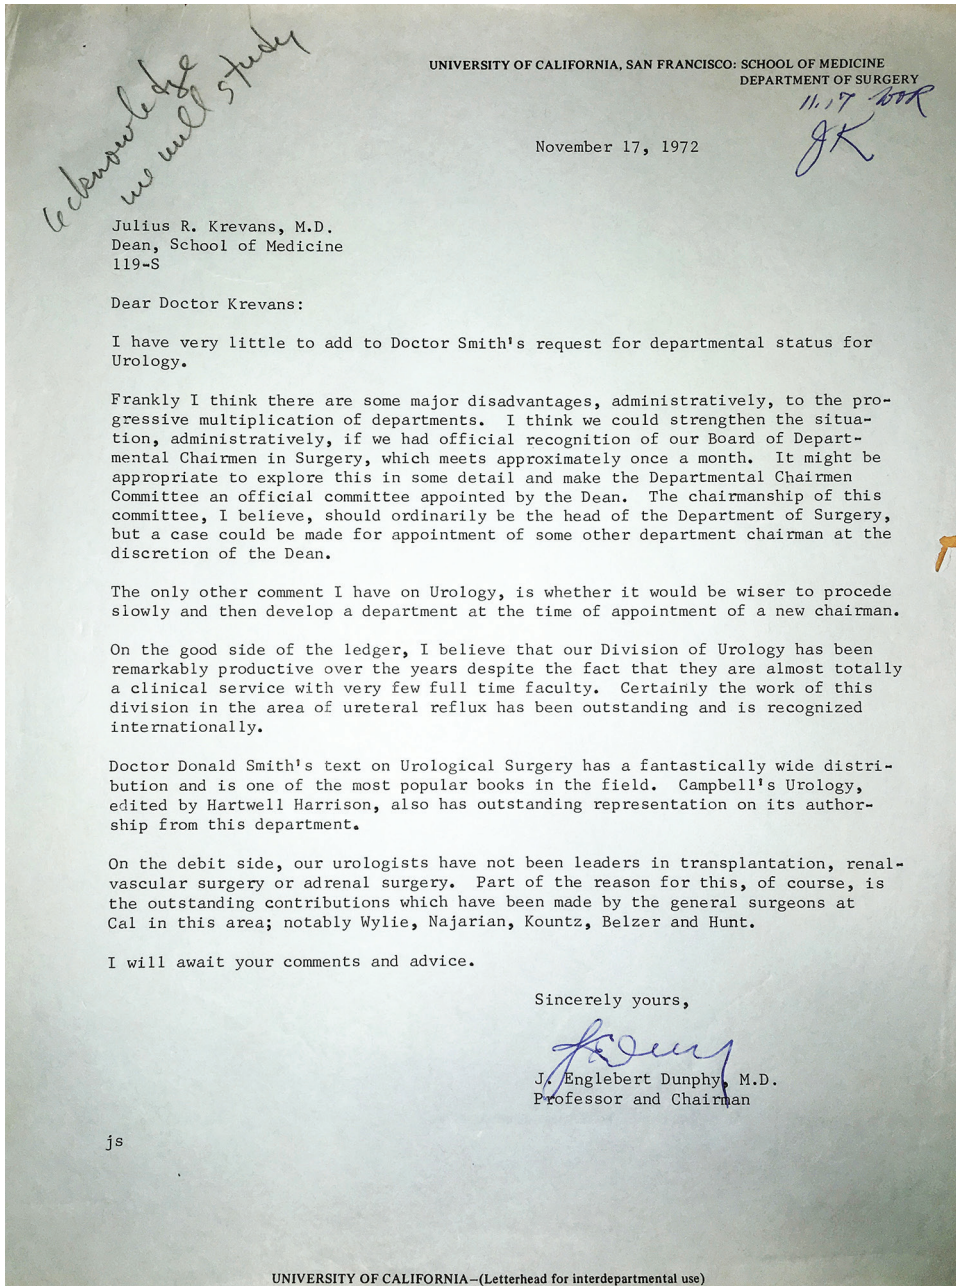 acknowledge
we will study
UNIVERSITY OF CALIFORNIA, SAN FRANCISCO: SCHOOL OF MEDICINE
DEPARTMENT OF SURGERY
11.17
JK
November 17, 1972
Julius R. Krevans, M.D.
Dean, School of Medicine
119-S
Dear Doctor Krevans:
I have very little to add to Doctor Smith's request for departmental status for
Urology.
Frankly I think there are some major disadvantages, administratively, to the pro-
gressive multiplication of departments.  I think we could strengthen the situa-
tion, administratively, if we had official recognition of our Board of Depart-
mental Chairmen in Surgery, which meets approximately once a month.  It might be
appropriate to explore this in some detail and make the Departmental Chairmen
Committee an official committee appointed by the Dean.  The chairmanship of this
committee, I believe, should ordinarily be the head of the Department of Surgery,
but a case could be made for appointment of some other department chairman at the
discretion of the Dean.
The only other comment I have on Urology, is whether it would be wiser to procede
slowly and then develop a department at the time of appointment of a new chairman.
On the good side of the ledger, I believe that our Division of Urology has been
remarkably productive over the years despite the fact that they are almost totally
a clinical service with very few full time faculty.  Certainly the work of this
division in the area of ureteral reflux has been outstanding and is recognized
internationally.
Doctor Donald Smith's text on Urological Surgery has a fantastically wide distri-
bution and is one of the most popular books in the field.  Campbell's Urology,
edited by Hartwell Harrison, also has outstanding representation on its author-
ship from this department.
On the debit side, our urologists have not been leaders in transplantation, renal-
vascular surgery or adrenal surgery.  Part of the reason for this, of course, is
the outstanding contributions which have been made by the general surgeons at
Cal in this area; notably Wylie, Najarian, Kountz, Belzer and Hunt.
I will await your comments and advice.
Sincerely yours,
J. Englebert Dunphy, M.D.
Professor and Chairman
js
UNIVERSITY OF CALIFORNIA—(Letterhead for interdepartmental use)